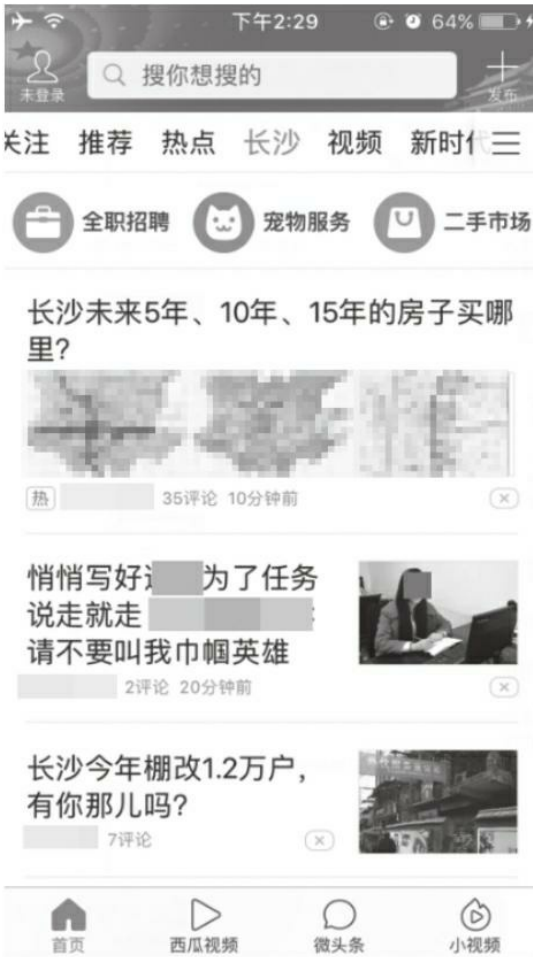 下午2:29 64%
未登录 搜你想搜的 发布
关注 推荐 热点 长沙 视频 新时代
全职招聘 宠物服务 二手市场
长沙未来5年、10年、15年的房子买哪
里?
热 35评论 10分钟前
悄悄写好 为了任务
说走就走
请不要叫我巾帼英雄
2评论 20分钟前
长沙今年棚改1.2万户,
有你那儿吗?
7评论
首页 西瓜视频 微头条 小视频